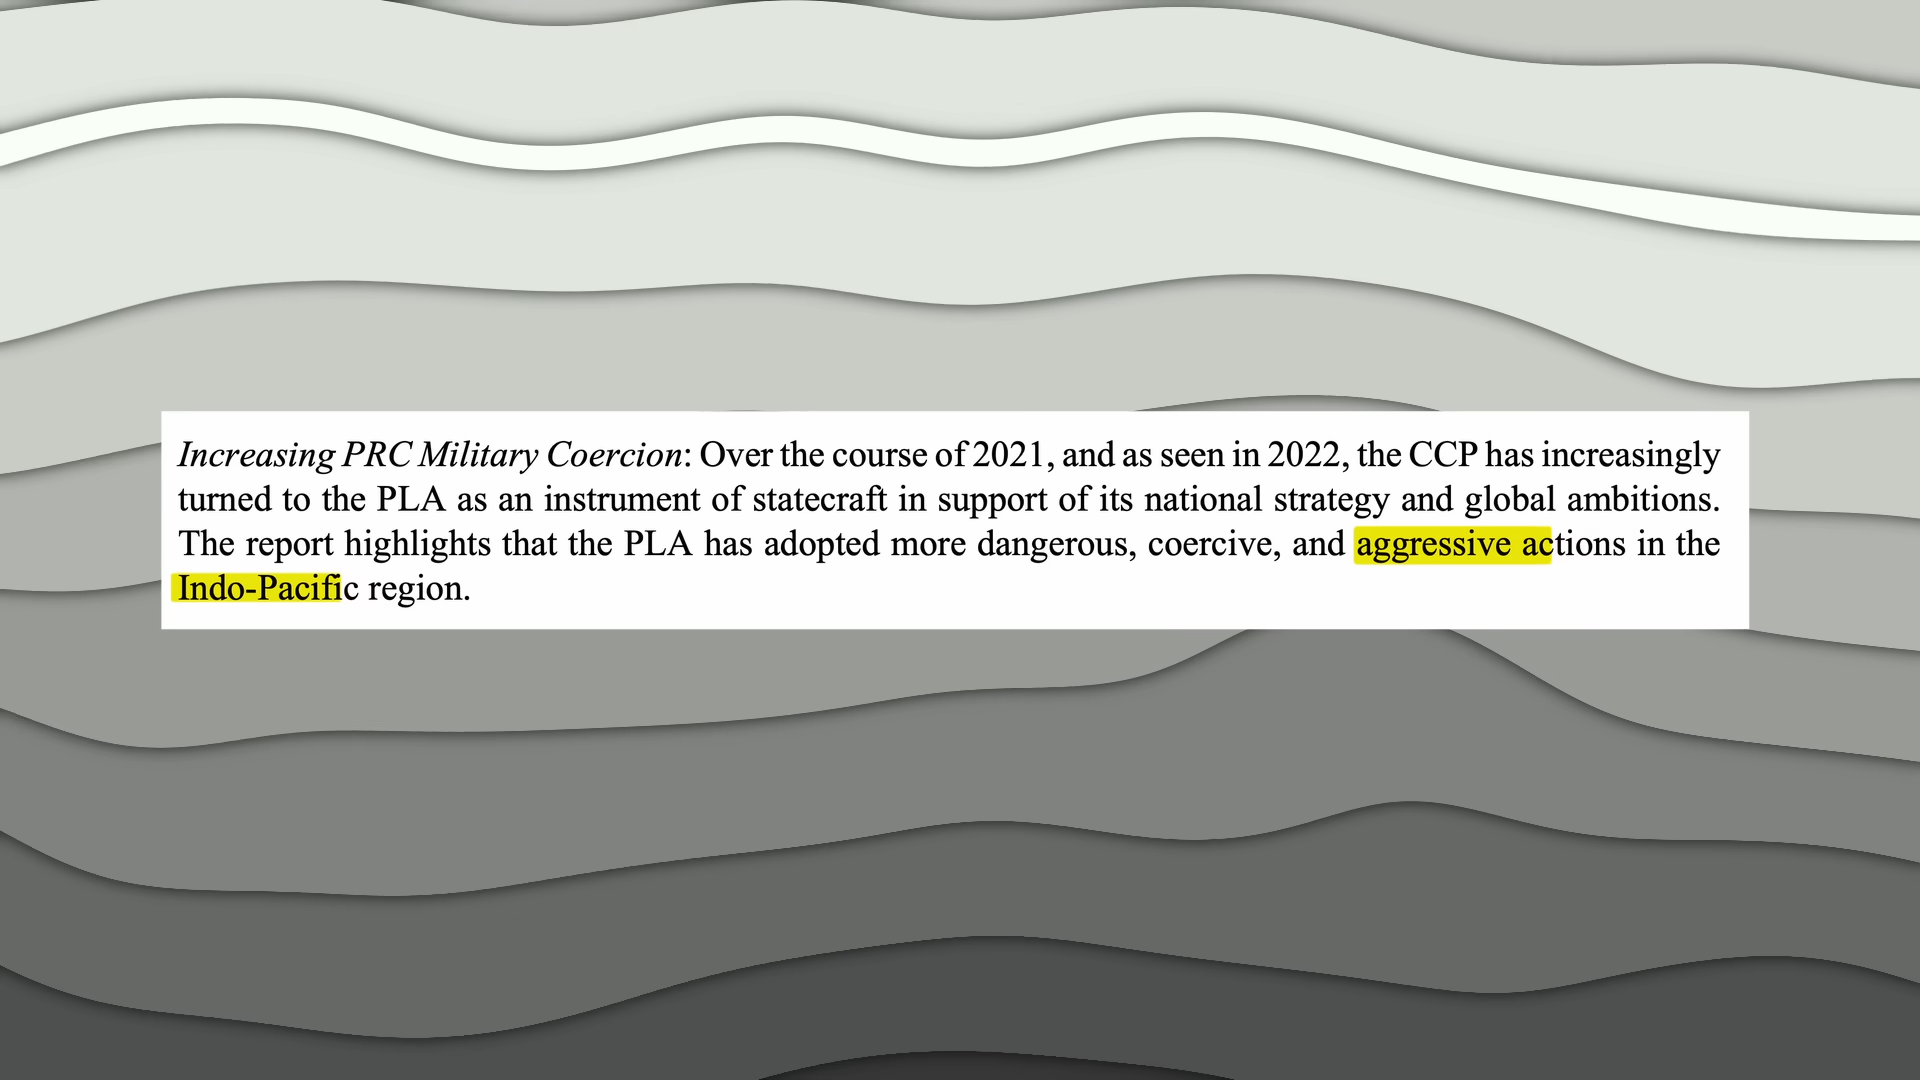 Increasing PRC Military Coercion: Over the course of 2021, and as seen in 2022, the CCP has increasingly
turned to the PLA as an instrument of statecraft in support of its national strategy and global ambitions.
The report highlights that the PLA has adopted more dangerous, coercive, and aggressive actions in the
Indo-Pacific region.